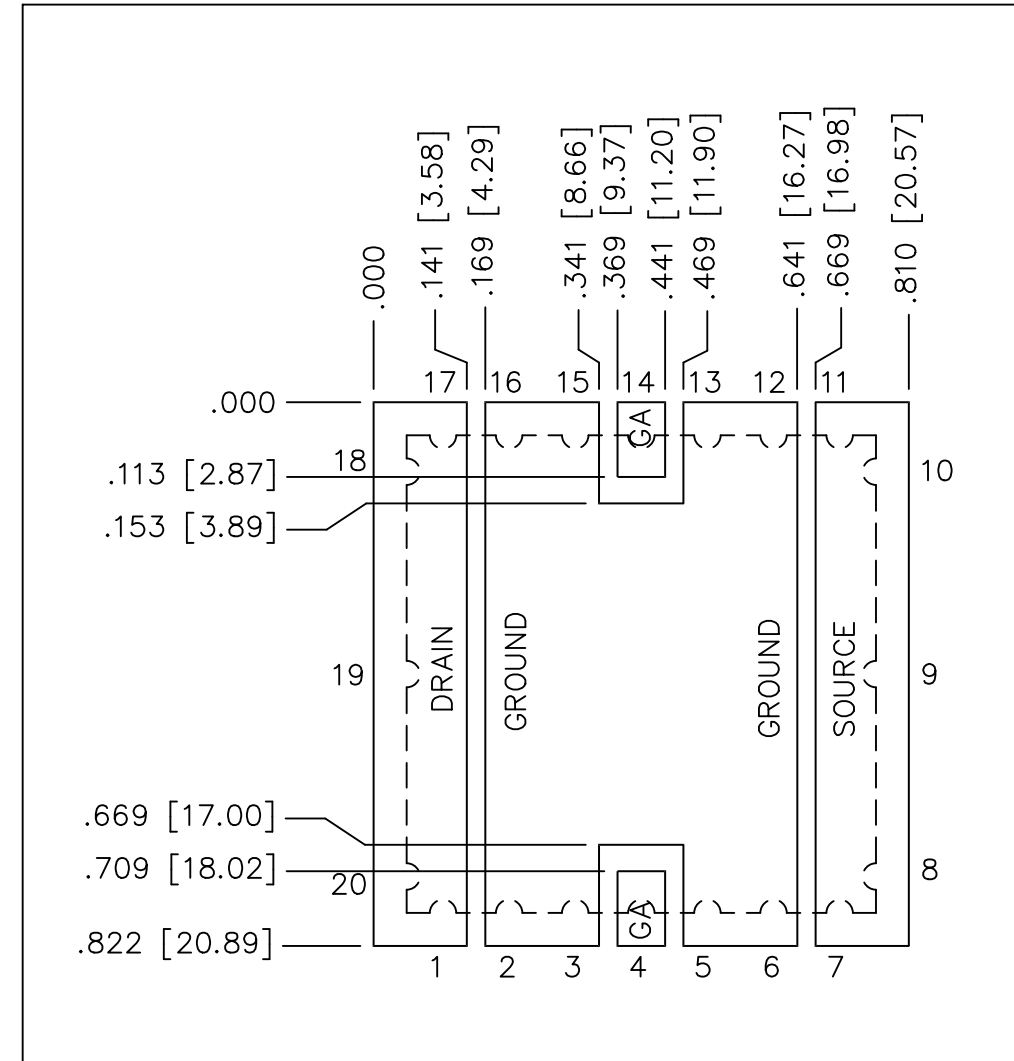 .000
.141 [3.58]
.169 [4.29]
.341 [8.66]
.369 [9.37]
.441 [11.20]
.469 [11.90]
.641 [16.27]
.669 [16.98]
.810 [20.57]
17 16 15 14 13 12 11
.000
GA
18
.113 [2.87]
10
.153 [3.89]
19
DRAIN
GROUND
GROUND
SOURCE
9
.669 [17.00]
.709 [18.02]
20
8
GA
.822 [20.89]
1 2 3 4 5 6 7